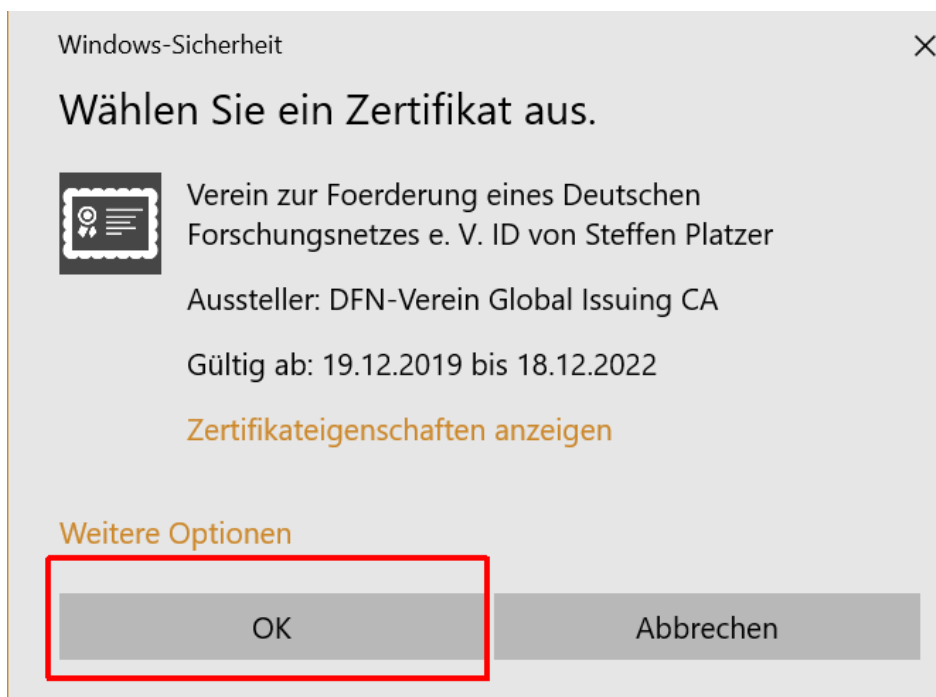 Windows-Sicherheit
Wählen Sie ein Zertifikat aus.
Verein zur Foerderung eines Deutschen
Forschungsnetzes e. V. ID von Steffen Platzer
Aussteller: DFN-Verein Global Issuing CA
Gültig ab: 19.12.2019 bis 18.12.2022
Zertifikateigenschaften anzeigen
Weitere Optionen
OK
Abbrechen